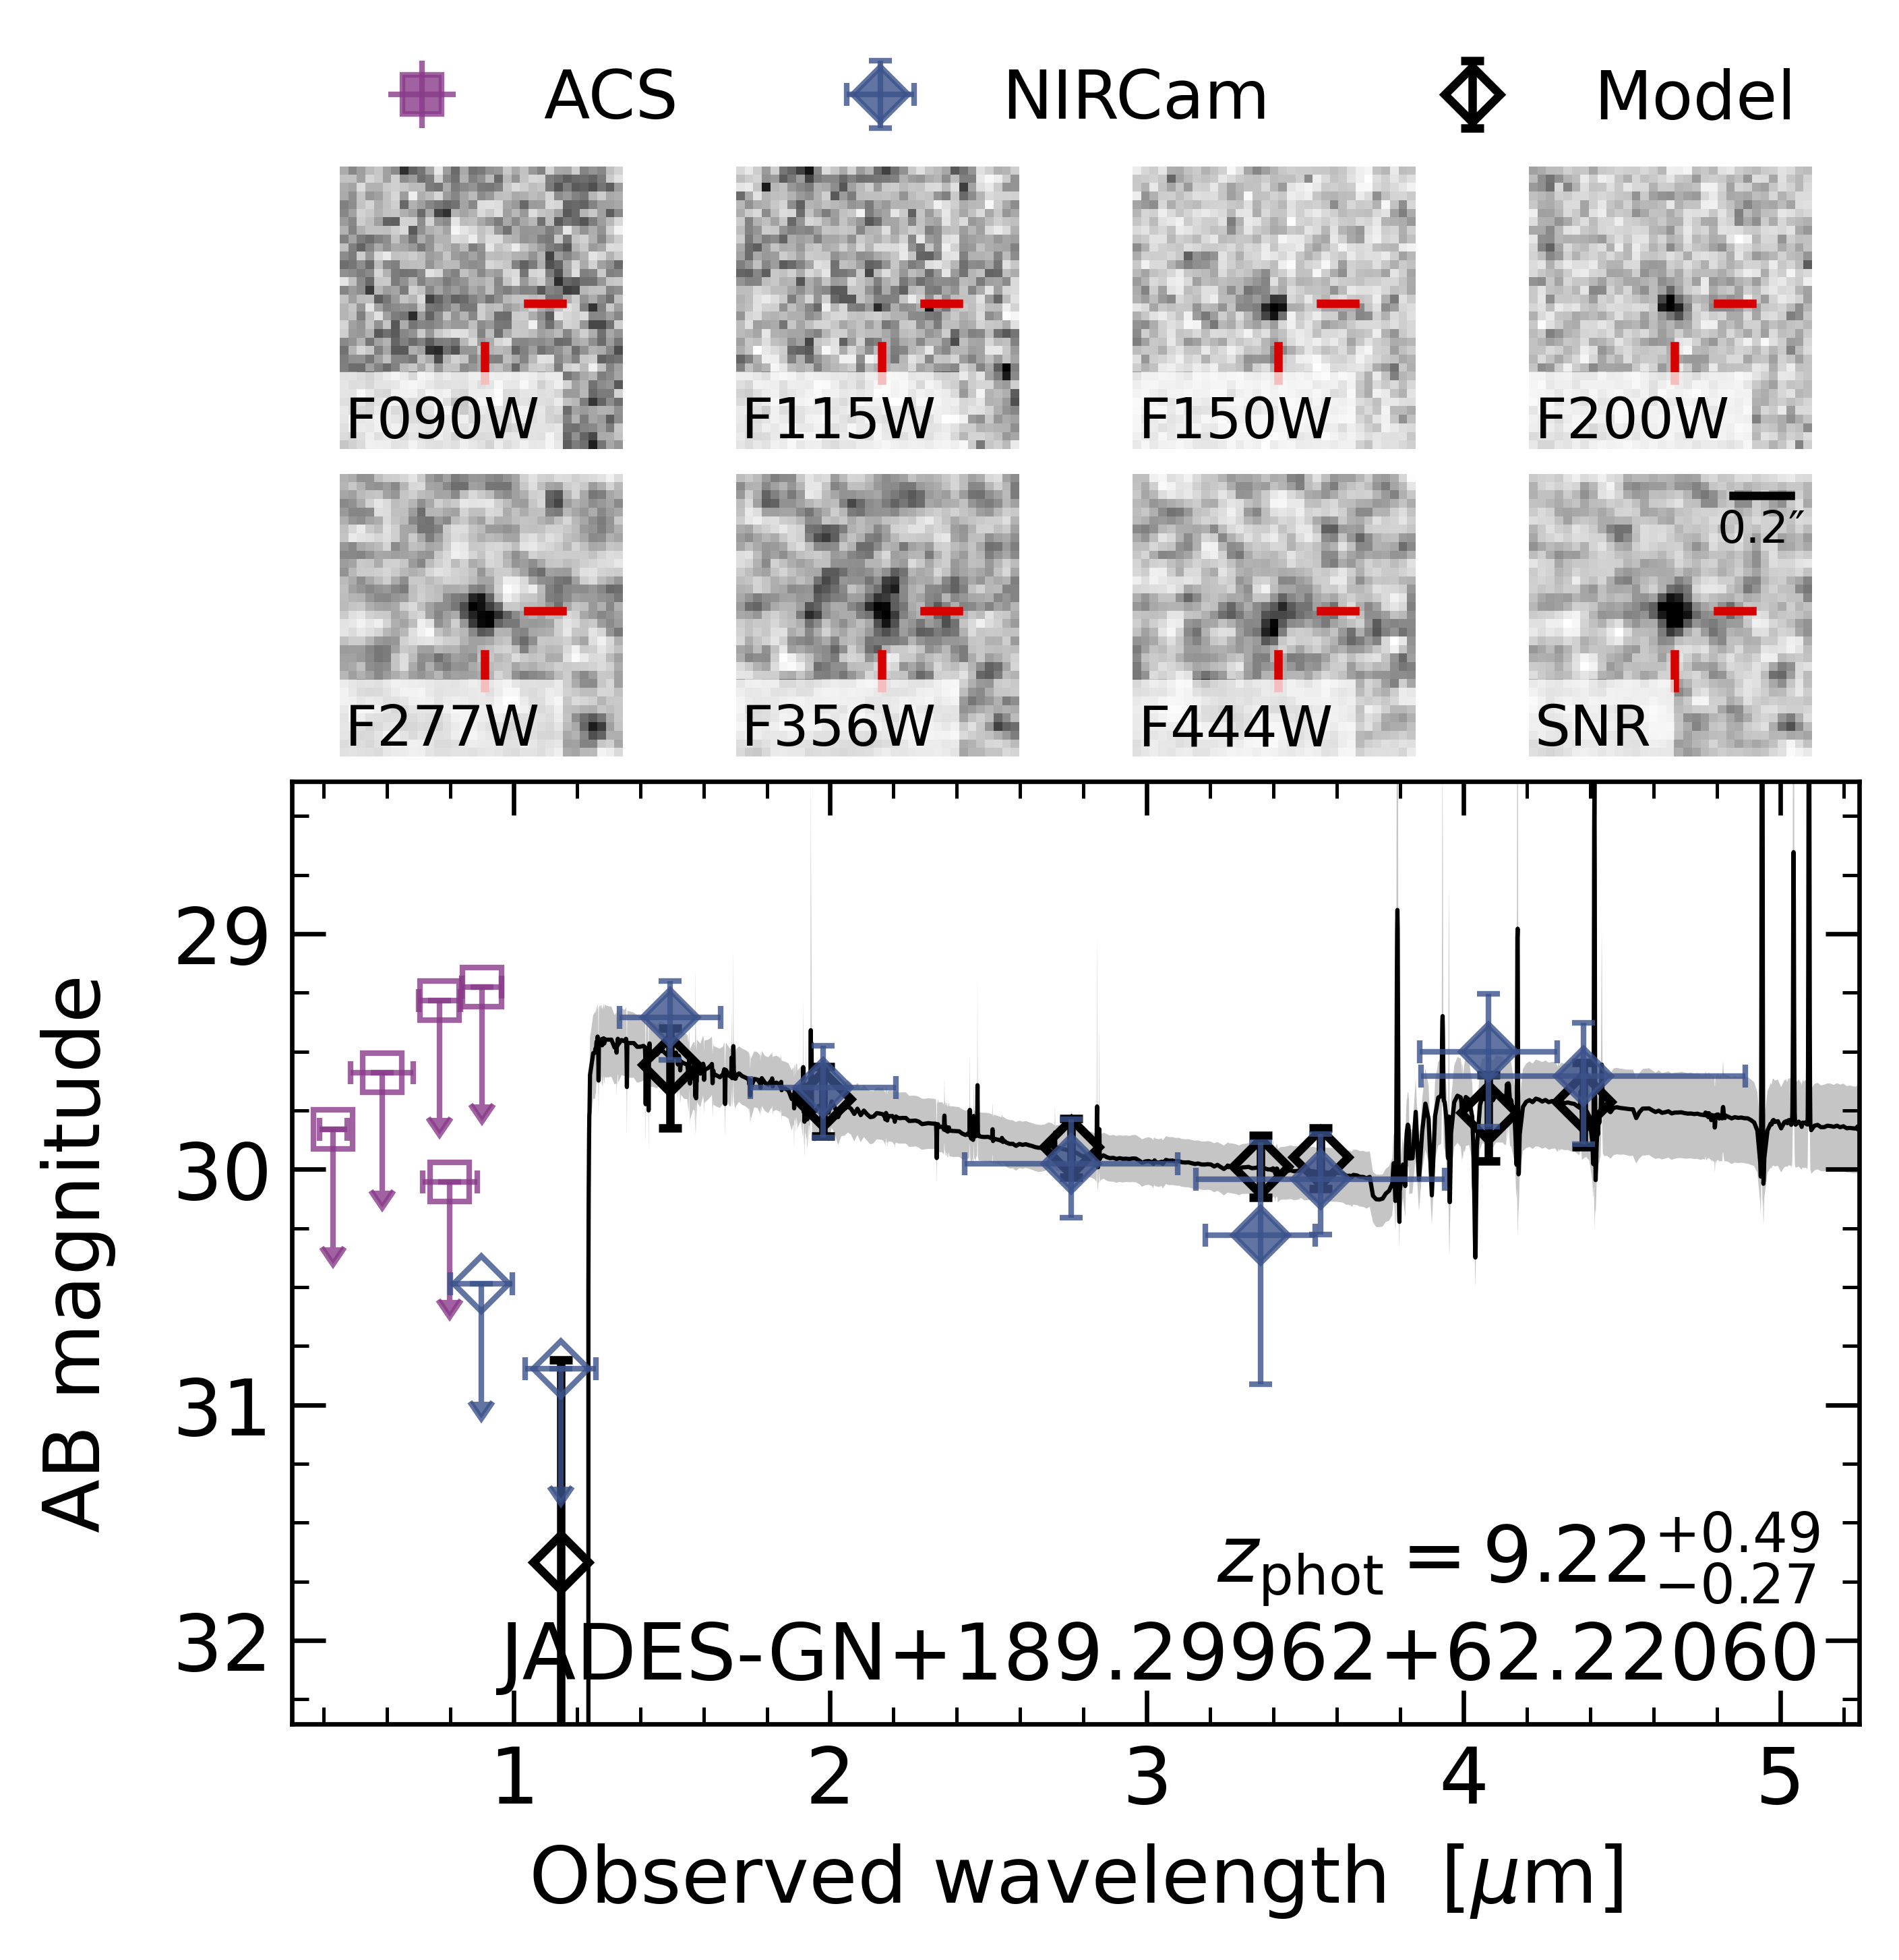 ACS NIRCam Model
F090W F115W F150W F200W
0.2″
F277W F356W F444W SNR
AB magnitude
29
30
31
32
z_phot = 9.22 +0.49 −0.27
JADES-GN+189.29962+62.22060
1 2 3 4 5
Observed wavelength [μm]